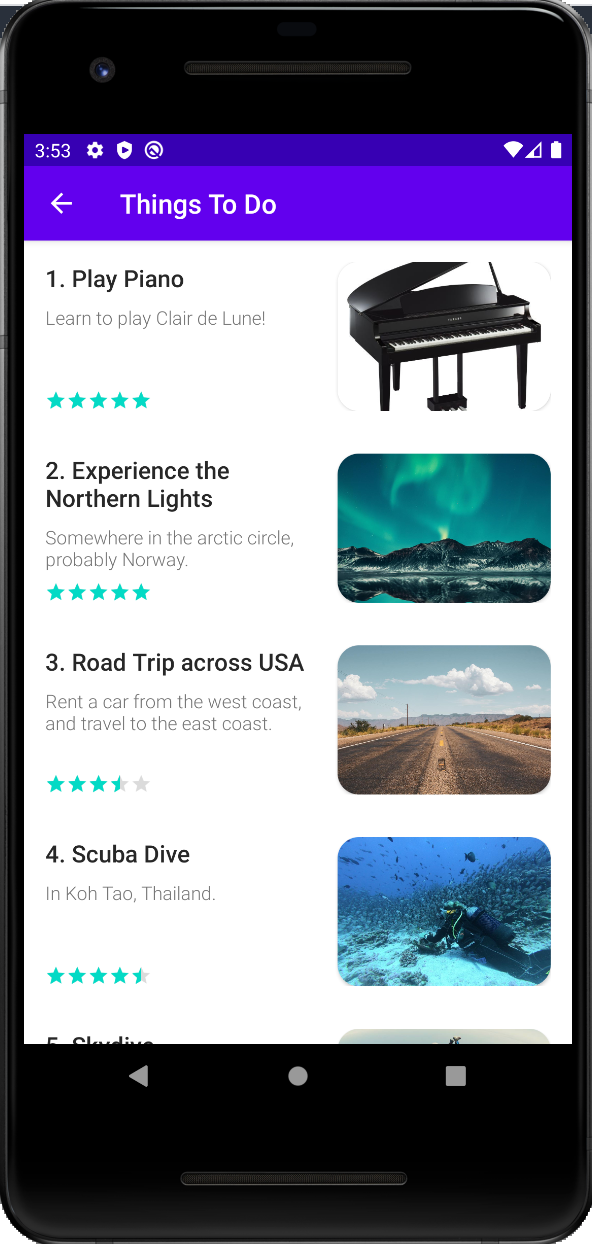 3:53
Things To Do
1. Play Piano
Learn to play Clair de Lune!
2. Experience the
Northern Lights
Somewhere in the arctic circle,
probably Norway.
3. Road Trip across USA
Rent a car from the west coast,
and travel to the east coast.
4. Scuba Dive
In Koh Tao, Thailand.
5. Skydive